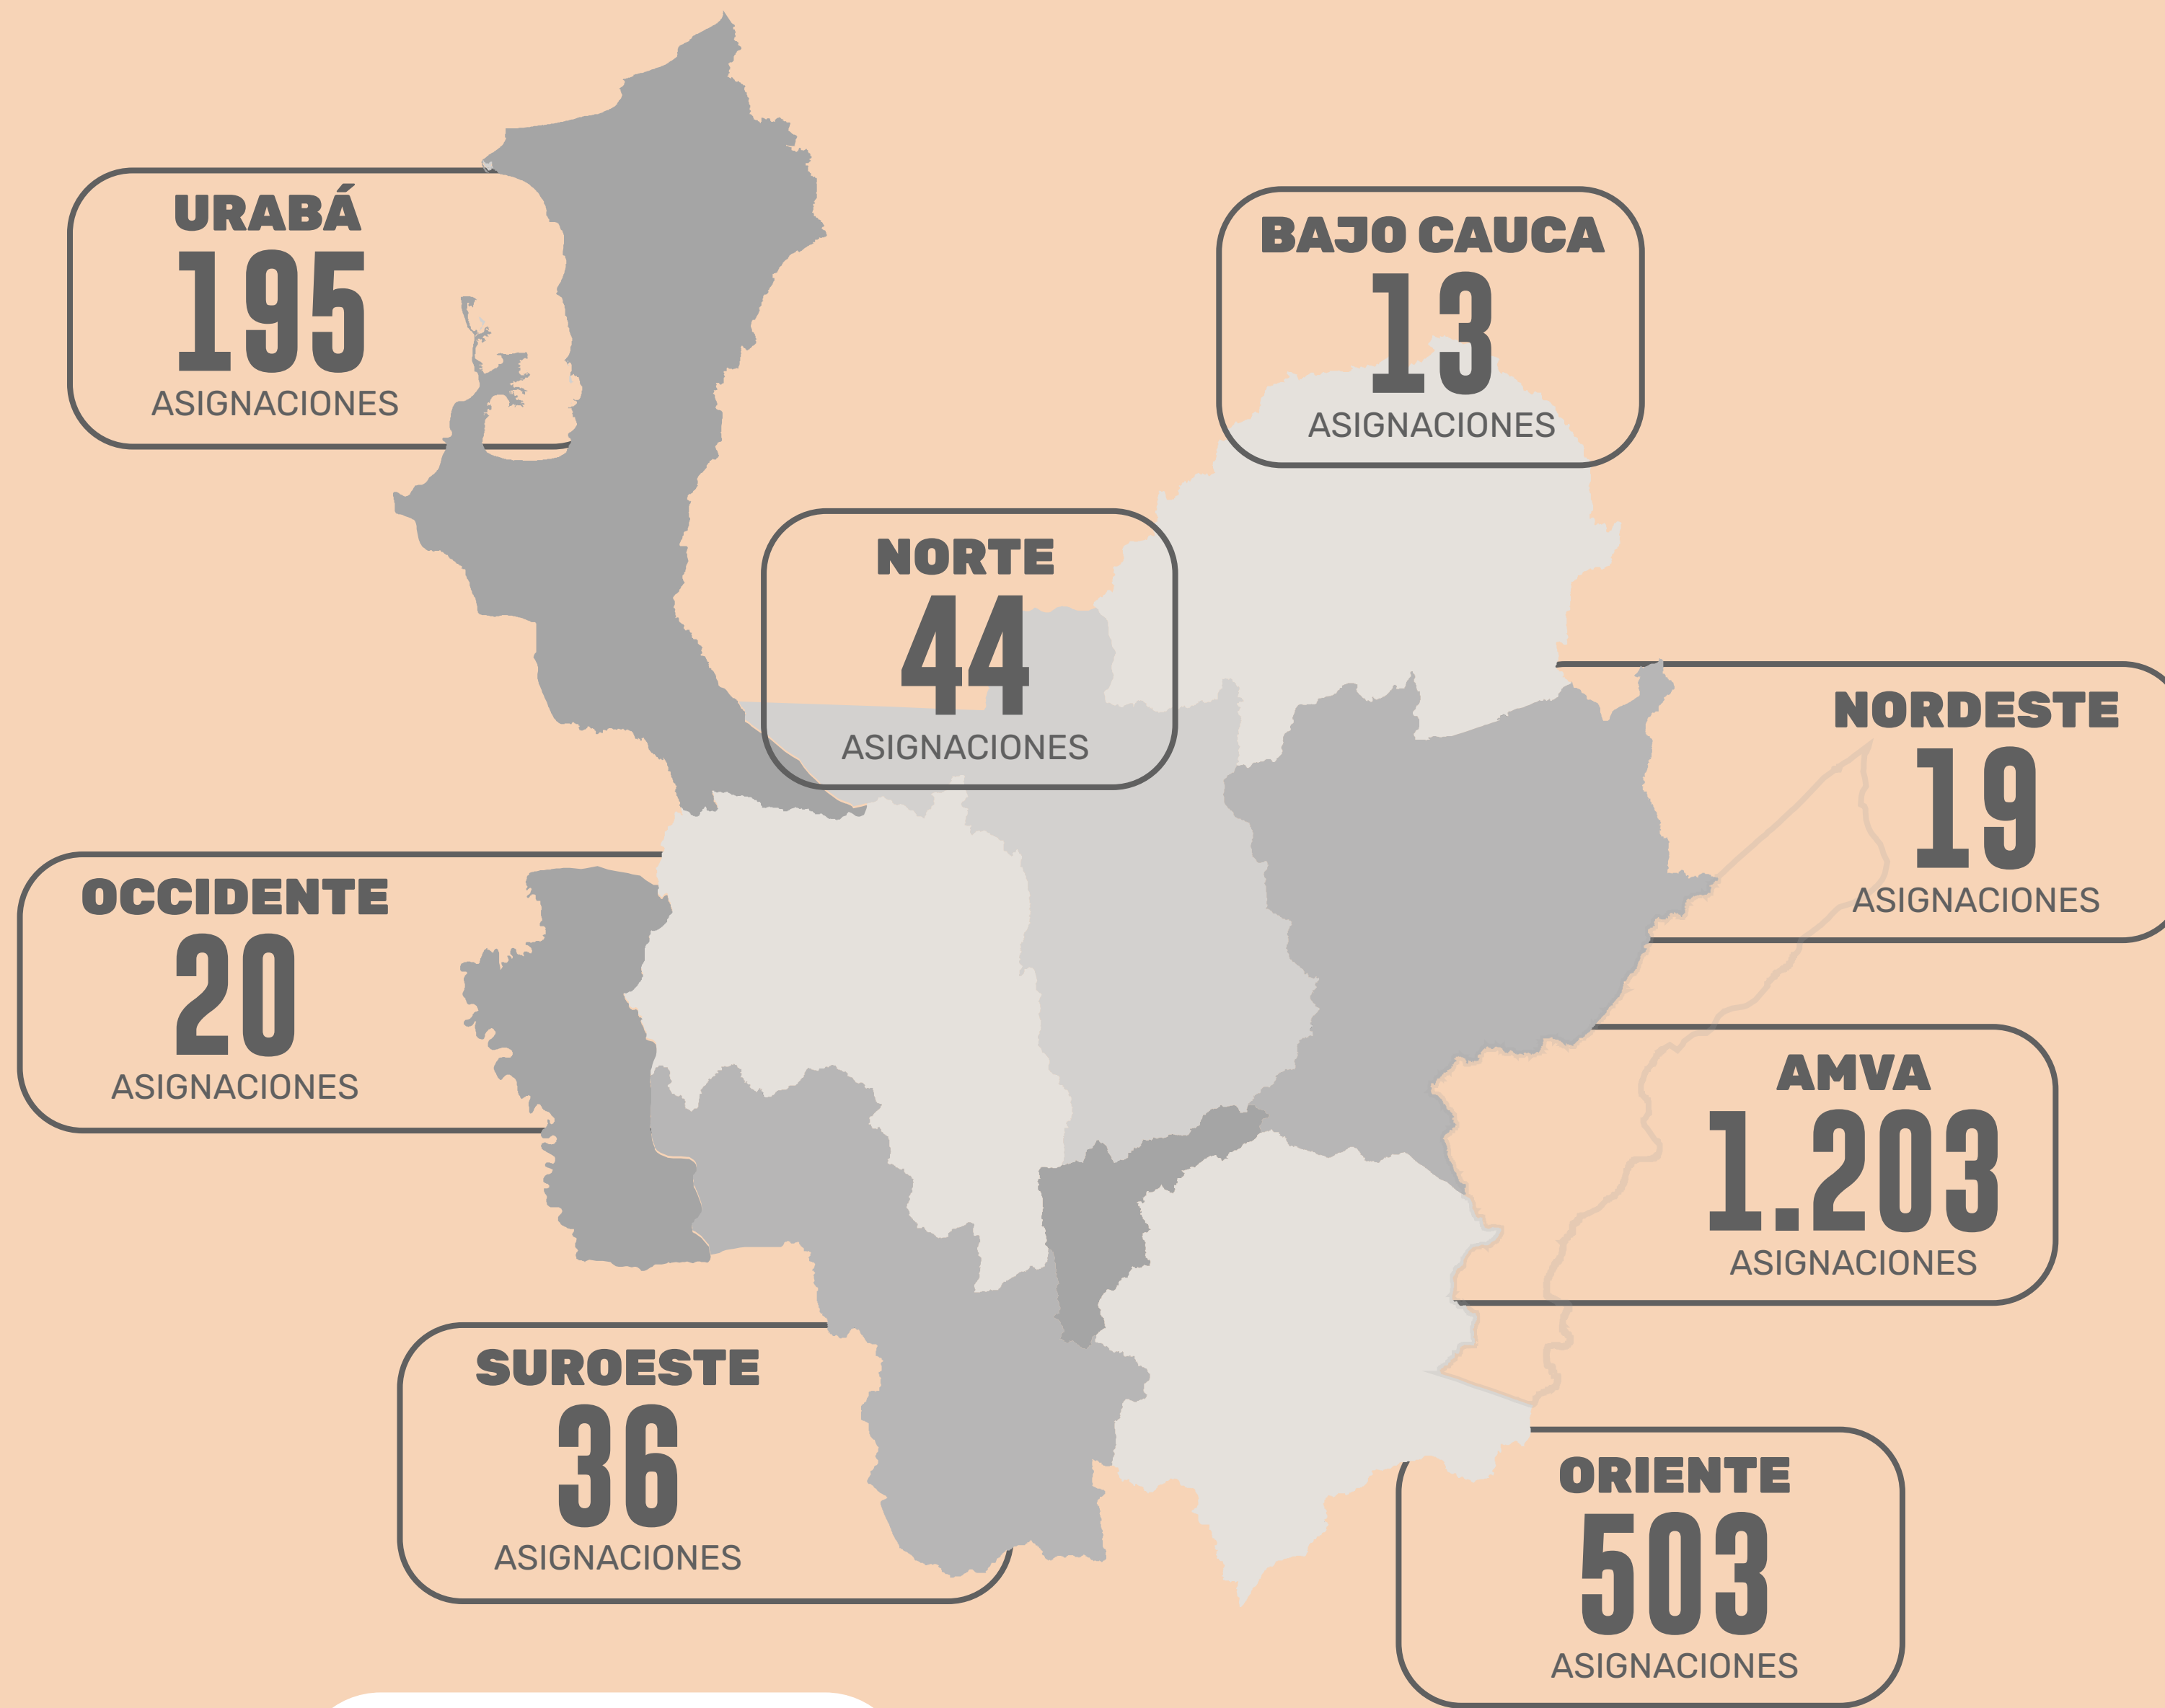 URABÁ
195
ASIGNACIONES
BAJO CAUCA
13
ASIGNACIONES
NORTE
44
ASIGNACIONES
NORDESTE
19
ASIGNACIONES
OCCIDENTE
20
ASIGNACIONES
AMVA
1.203
ASIGNACIONES
SUROESTE
36
ASIGNACIONES
ORIENTE
503
ASIGNACIONES